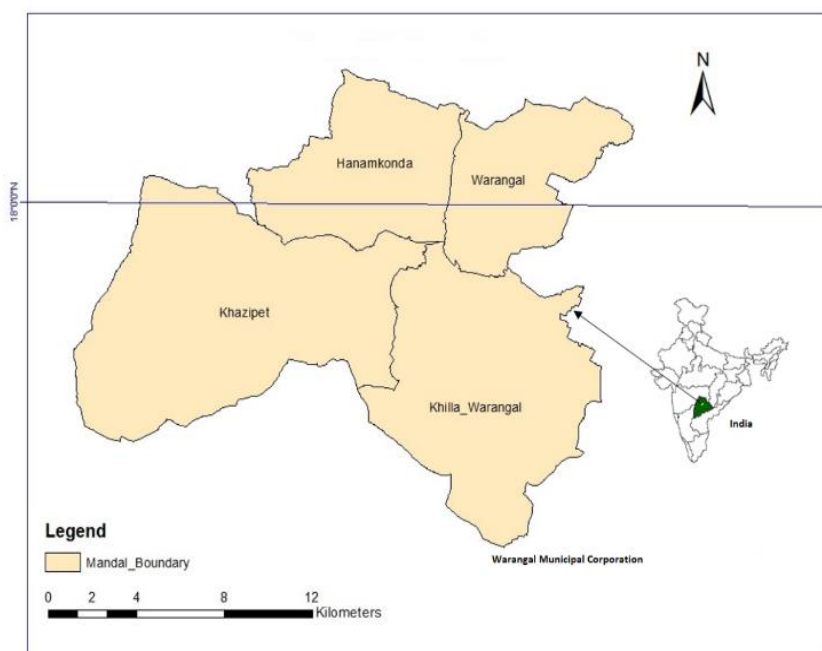 N
Hanamkonda
Warangal
18°0'0"N
Khazipet
Khilla_Warangal
India
Legend
Mandal_Boundary
Warangal Municipal Corporation
0 2 4 8 12
Kilometers